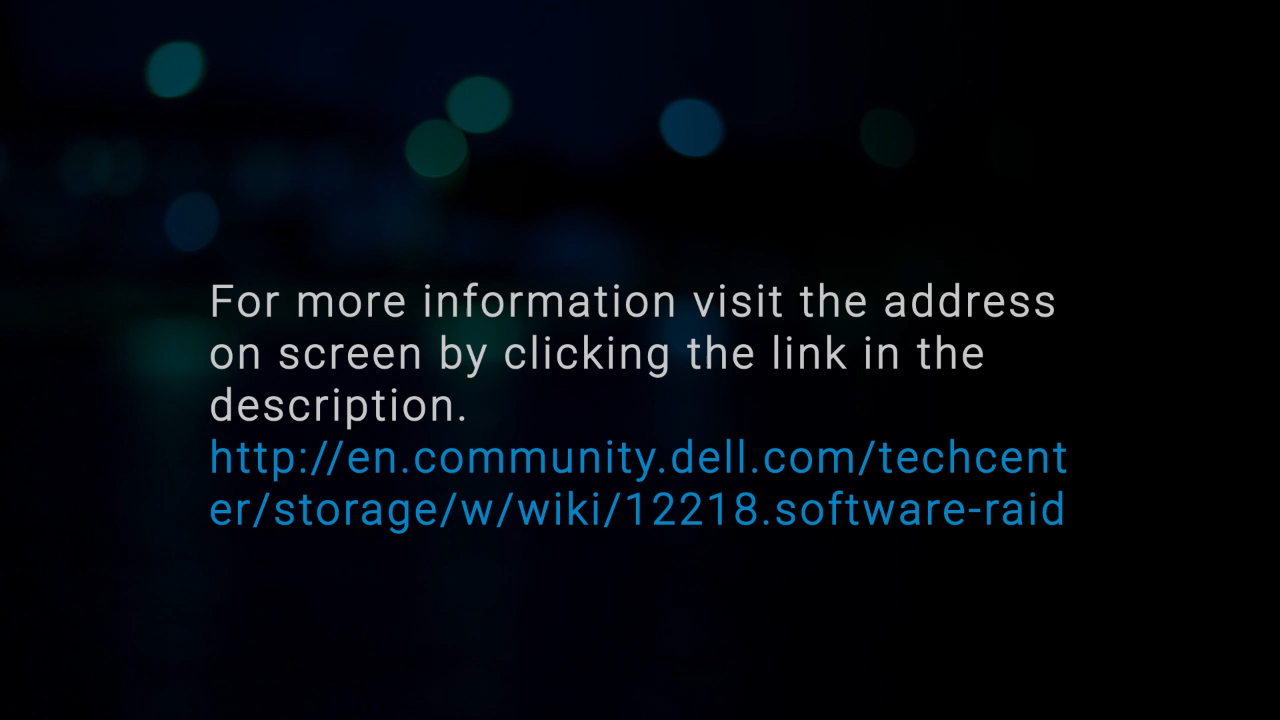 For more information visit the address
on screen by clicking the link in the
description.
http://en.community.dell.com/techcent
er/storage/w/wiki/12218.software-raid